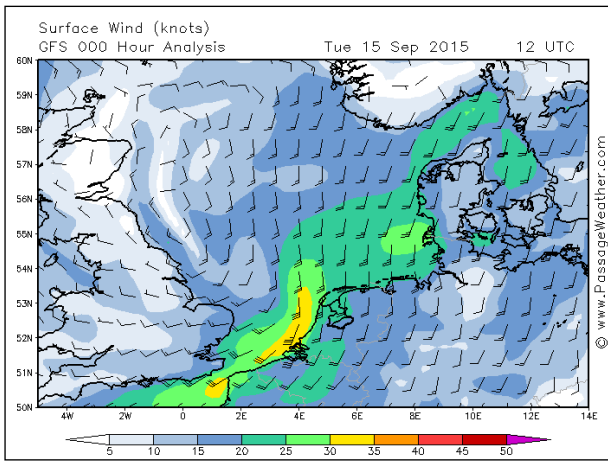 Surface Wind (knots)
GFS 000 Hour Analysis Tue 15 Sep 2015 12 UTC
60N
59N
58N
57N
56N
55N
54N
53N
52N
51N
50N
4W 2W 0 2E 4E 6E 8E 10E 12E 14E
5 10 15 20 25 30 35 40 45 50
© www.PassageWeather.com